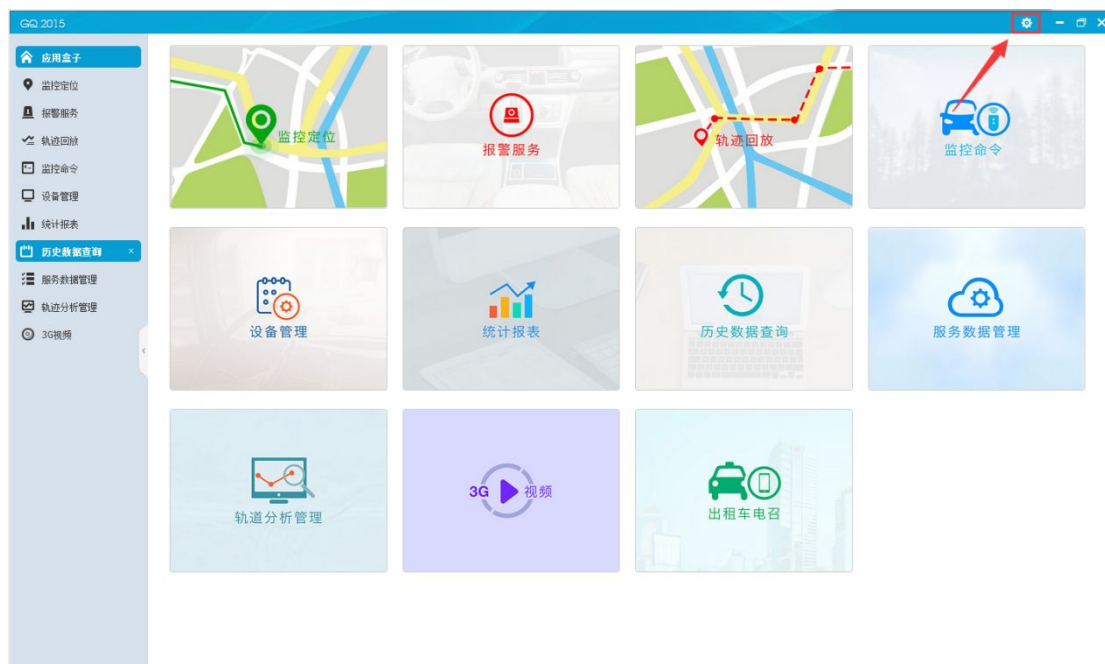 GQ 2015
应用盒子
监控定位
报警服务
轨迹回放
监控命令
设备管理
统计报表
历史数据查询
服务数据管理
轨迹分析管理
3G视频
监控定位
报警服务
轨迹回放
监控命令
设备管理
统计报表
历史数据查询
服务数据管理
轨道分析管理
3G 视频
出租车电召